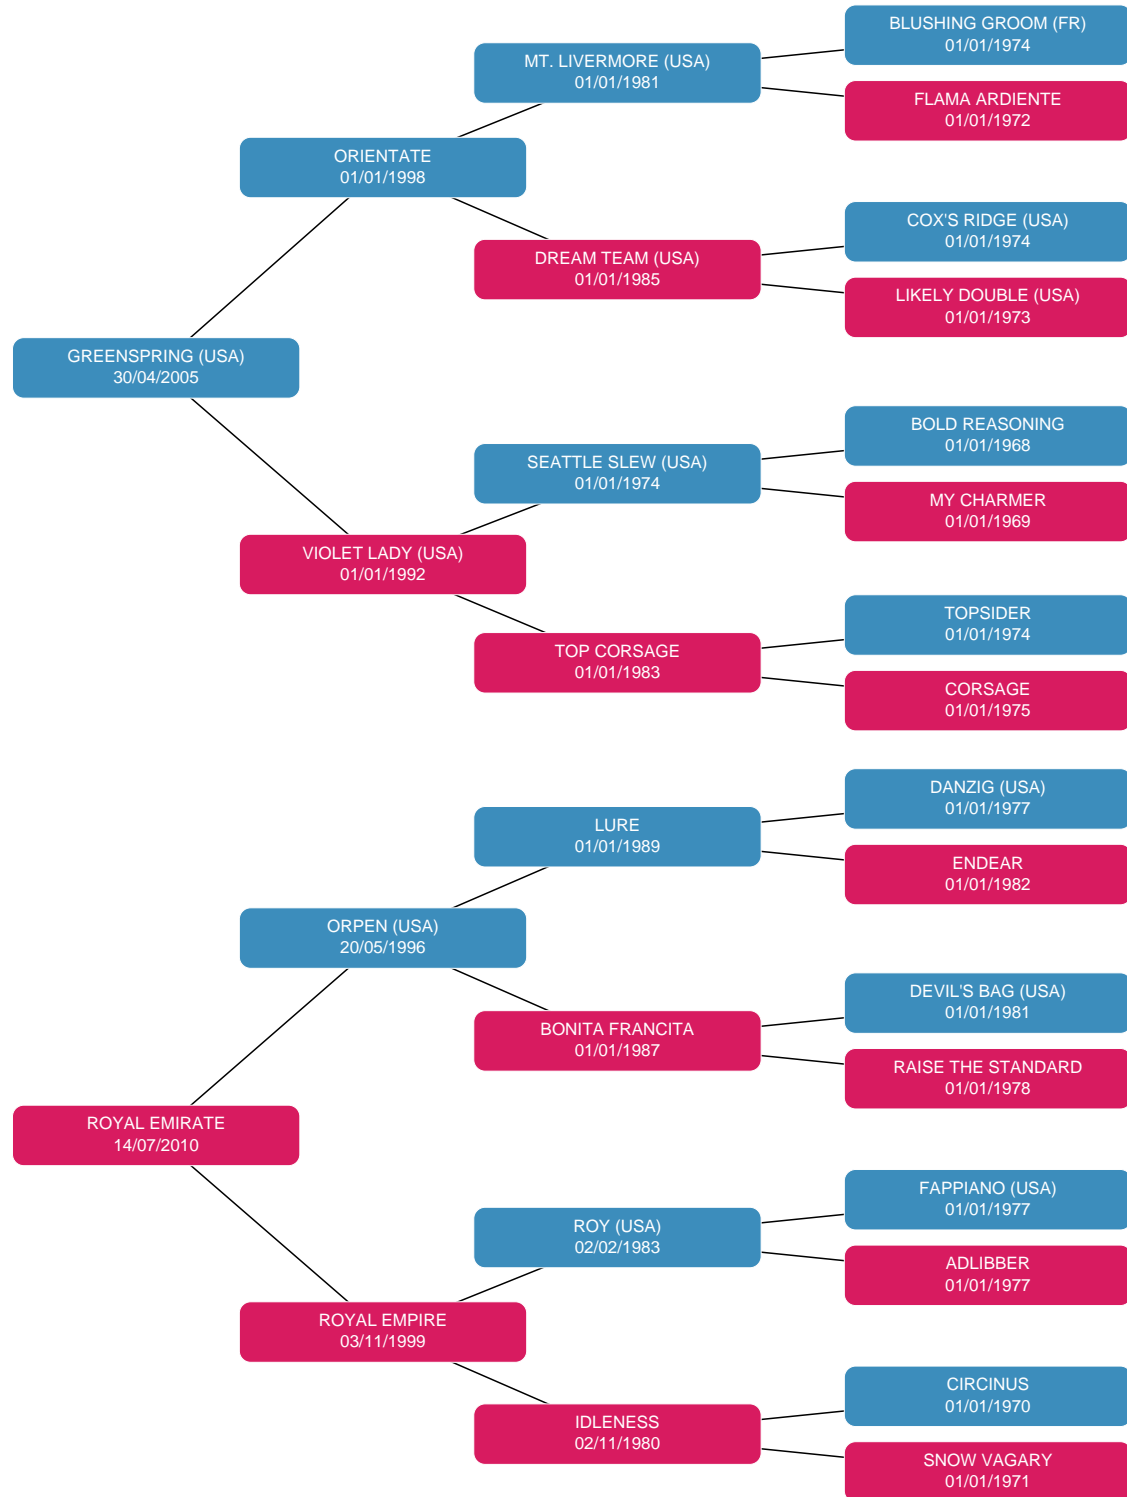 BLUSHING GROOM (FR)
01/01/1974
MT. LIVERMORE (USA)
01/01/1981
FLAMA ARDIENTE
01/01/1972
ORIENTATE
01/01/1998
COX'S RIDGE (USA)
01/01/1974
DREAM TEAM (USA)
01/01/1985
LIKELY DOUBLE (USA)
01/01/1973
GREENSPRING (USA)
30/04/2005
BOLD REASONING
01/01/1968
SEATTLE SLEW (USA)
01/01/1974
MY CHARMER
01/01/1969
VIOLET LADY (USA)
01/01/1992
TOPSIDER
01/01/1974
TOP CORSAGE
01/01/1983
CORSAGE
01/01/1975
DANZIG (USA)
01/01/1977
LURE
01/01/1989
ENDEAR
01/01/1982
ORPEN (USA)
20/05/1996
DEVIL'S BAG (USA)
01/01/1981
BONITA FRANCITA
01/01/1987
RAISE THE STANDARD
01/01/1978
ROYAL EMIRATE
14/07/2010
FAPPIANO (USA)
01/01/1977
ROY (USA)
02/02/1983
ADLIBBER
01/01/1977
ROYAL EMPIRE
03/11/1999
CIRCINUS
01/01/1970
IDLENESS
02/11/1980
SNOW VAGARY
01/01/1971